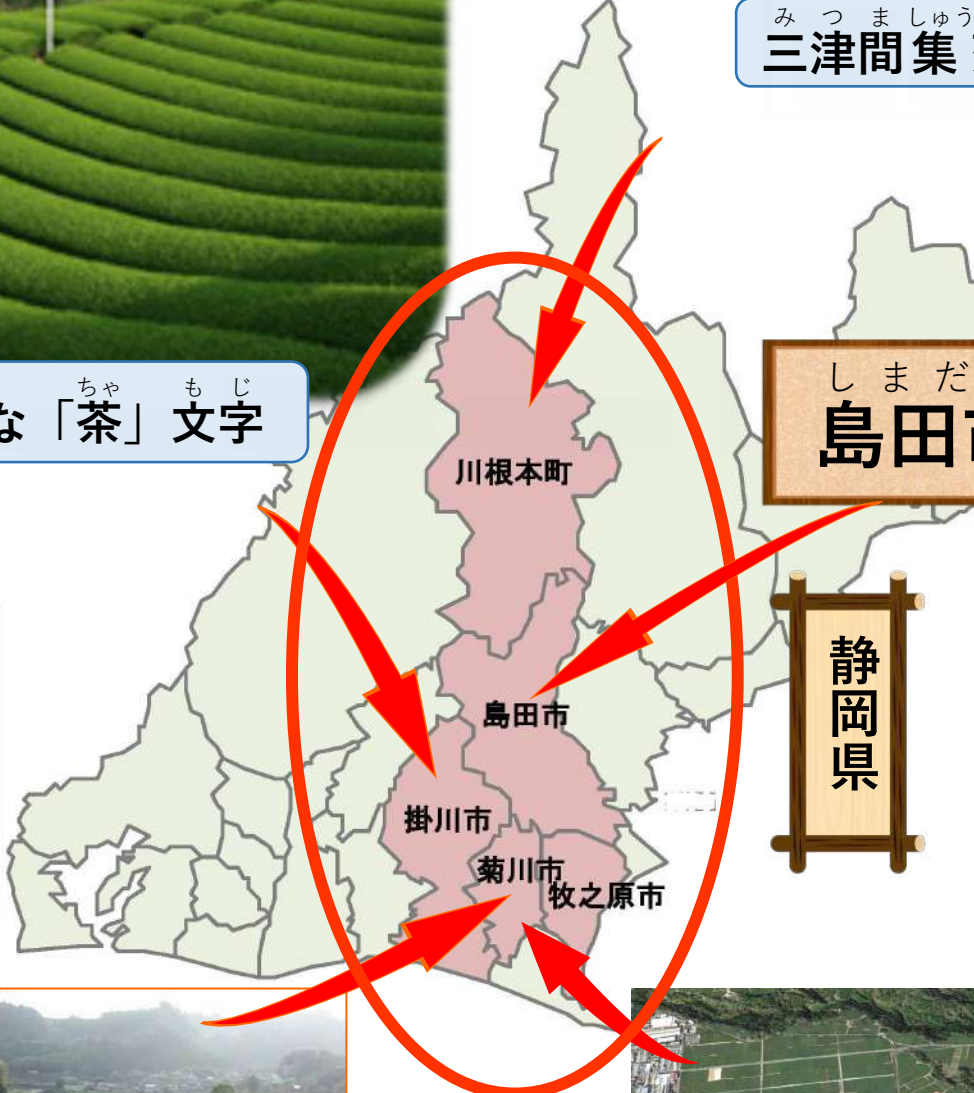 みつましゅう
三津間集
ちゃ もじ
な「茶」文字
しまだ
島田市
川根本町
静岡県
島田市
掛川市
菊川市
牧之原市